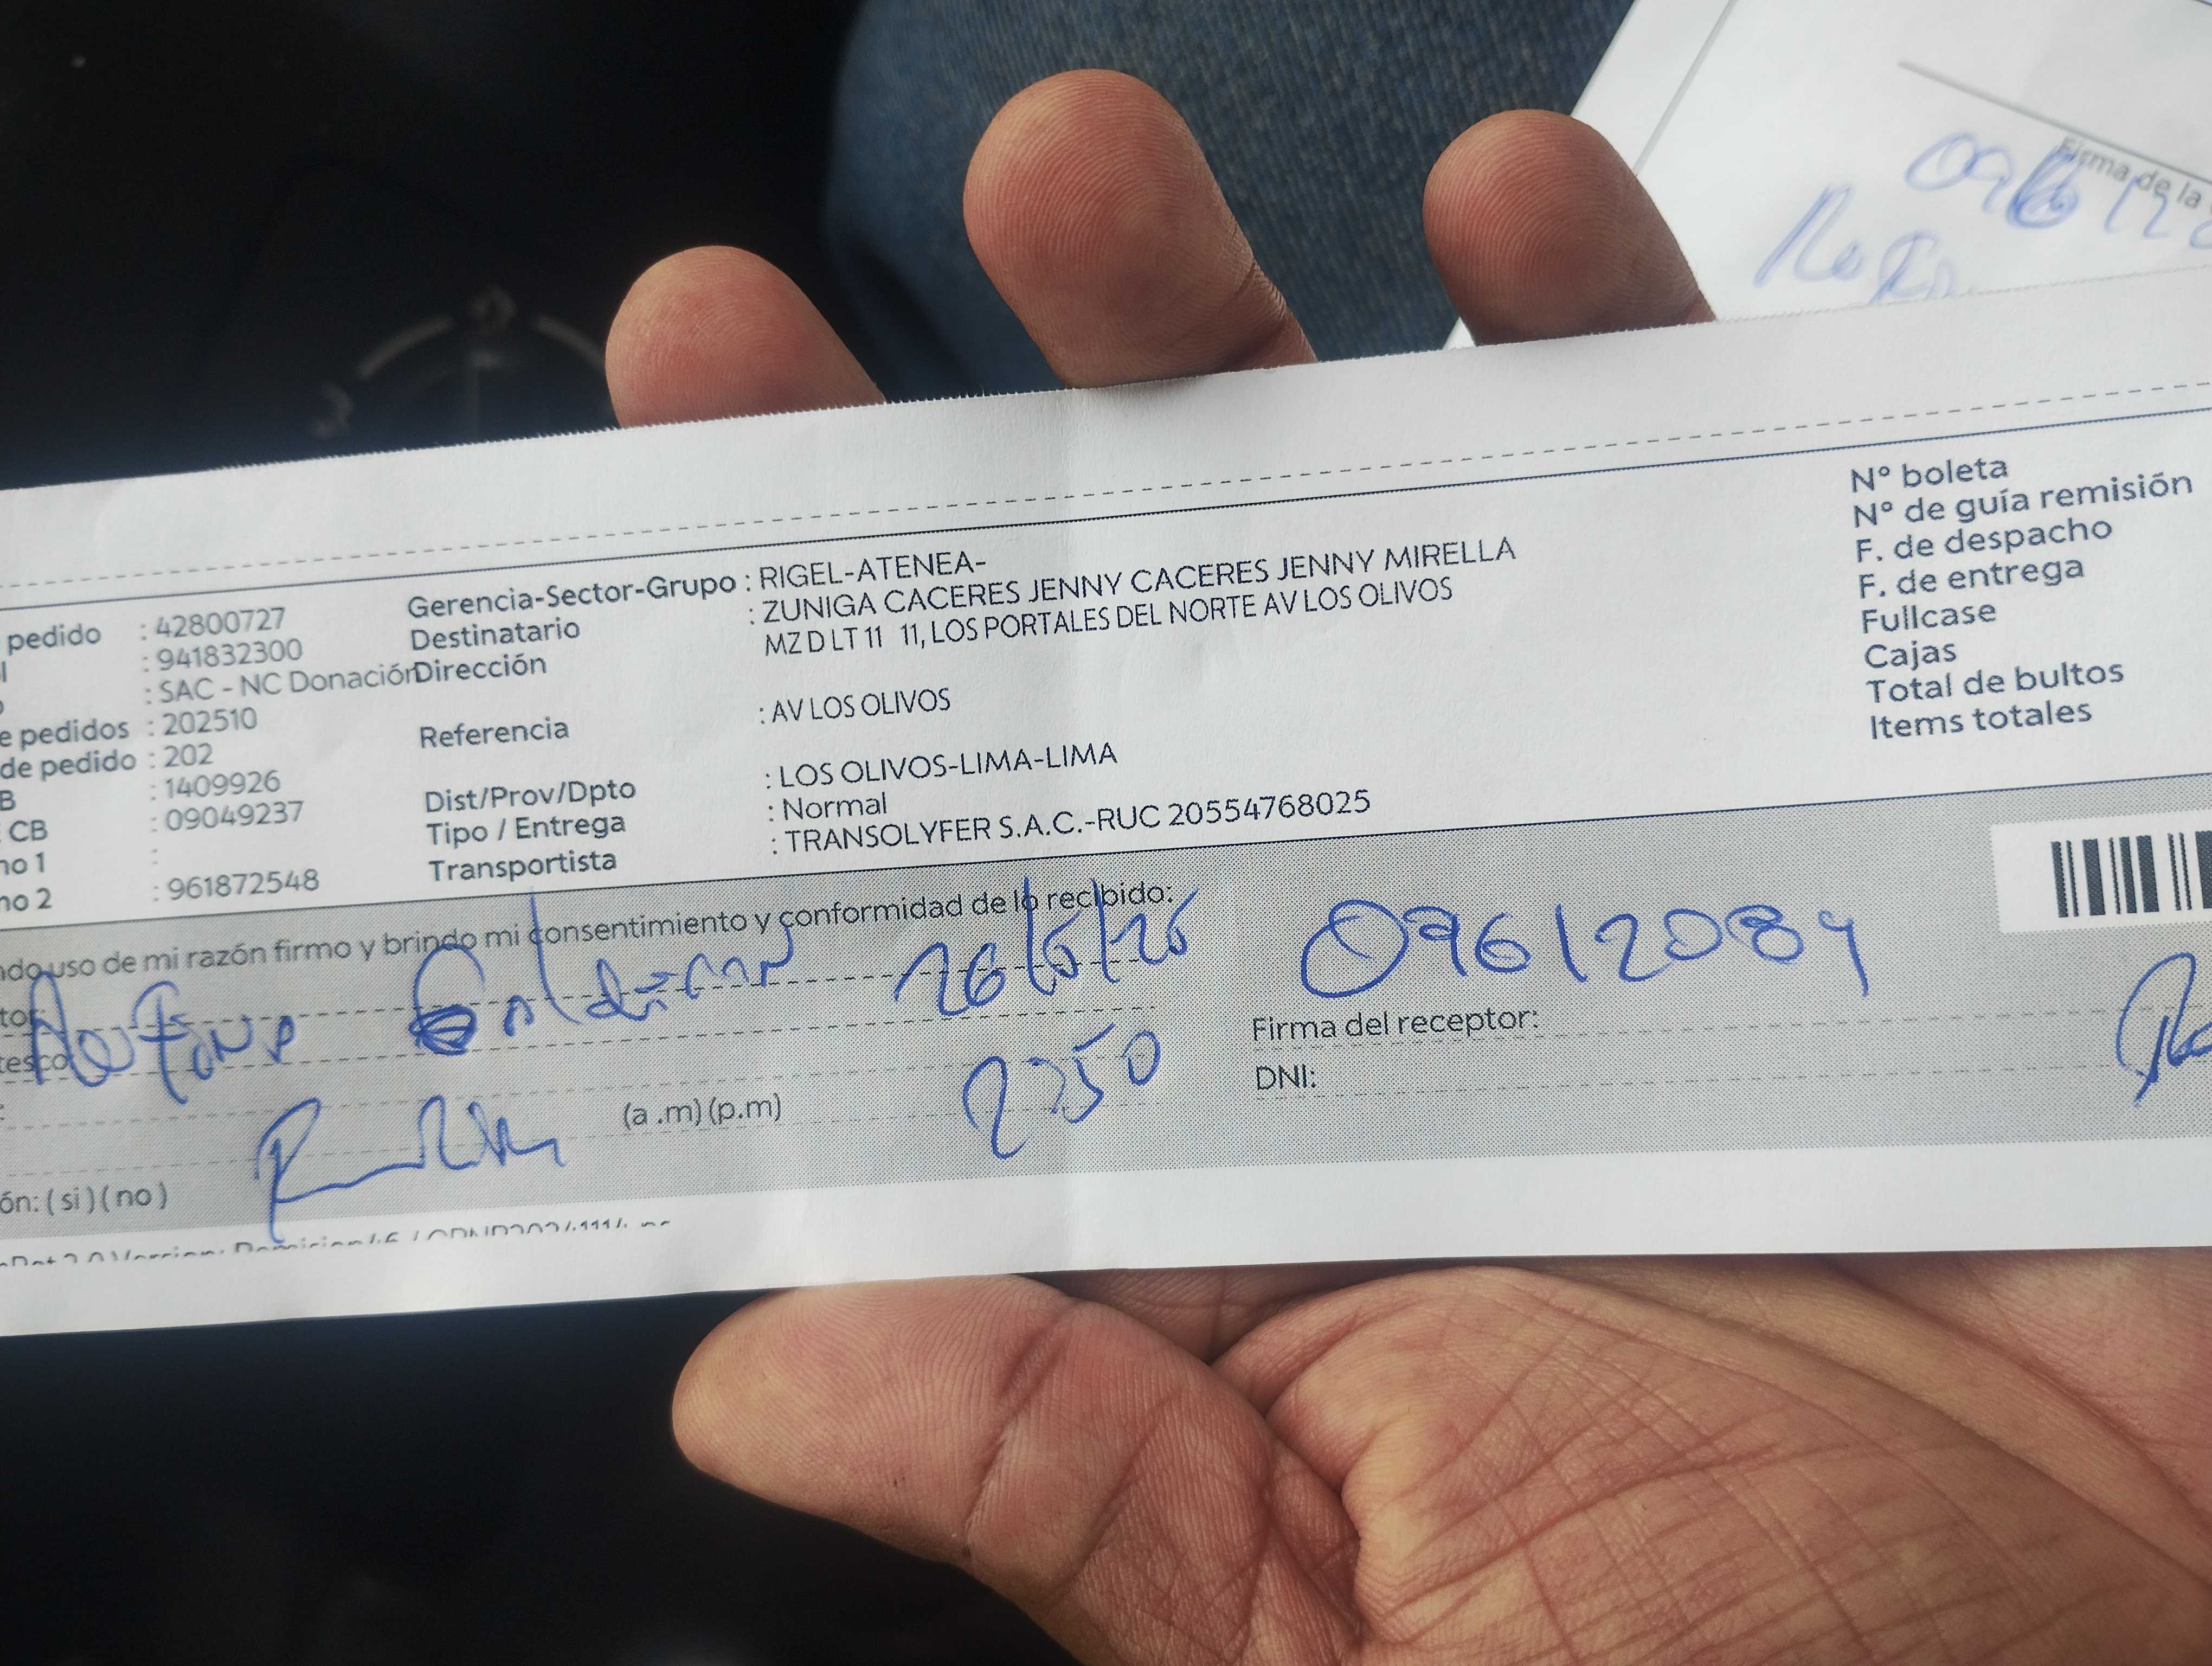 Firma de la
pedido : 42800727
: 941832300
: SAC - NC Donación
e pedidos : 202510
de pedido : 202
B : 1409926
CB : 09049237
no 1 :
no 2 : 961872548
Gerencia-Sector-Grupo : RIGEL-ATENEA-
Destinatario : ZUNIGA CACERES JENNY CACERES JENNY MIRELLA
Dirección MZ D LT 11 11, LOS PORTALES DEL NORTE AV LOS OLIVOS
Referencia : AV LOS OLIVOS
Dist/Prov/Dpto : LOS OLIVOS-LIMA-LIMA
Tipo / Entrega : Normal
Transportista : TRANSOLYFER S.A.C.-RUC 20554768025
N° boleta
N° de guía remisión
F. de despacho
F. de entrega
Fullcase
Cajas
Total de bultos
Items totales
ndo uso de mi razón firmo y brindo mi consentimiento y conformidad de lo recibido:
09612084
Firma del receptor:
DNI:
(a .m) (p.m)
ón: ( si ) ( no )